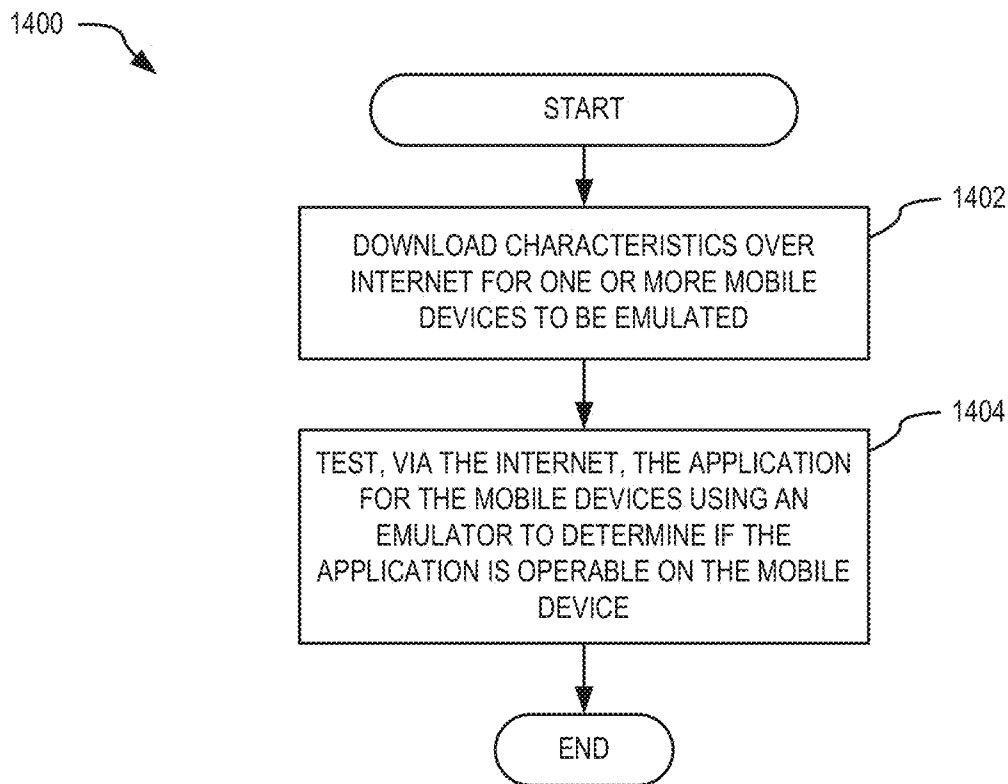 1400
START
1402
DOWNLOAD CHARACTERISTICS OVER
INTERNET FOR ONE OR MORE MOBILE
DEVICES TO BE EMULATED
1404
TEST, VIA THE INTERNET, THE APPLICATION
FOR THE MOBILE DEVICES USING AN
EMULATOR TO DETERMINE IF THE
APPLICATION IS OPERABLE ON THE MOBILE
DEVICE
END